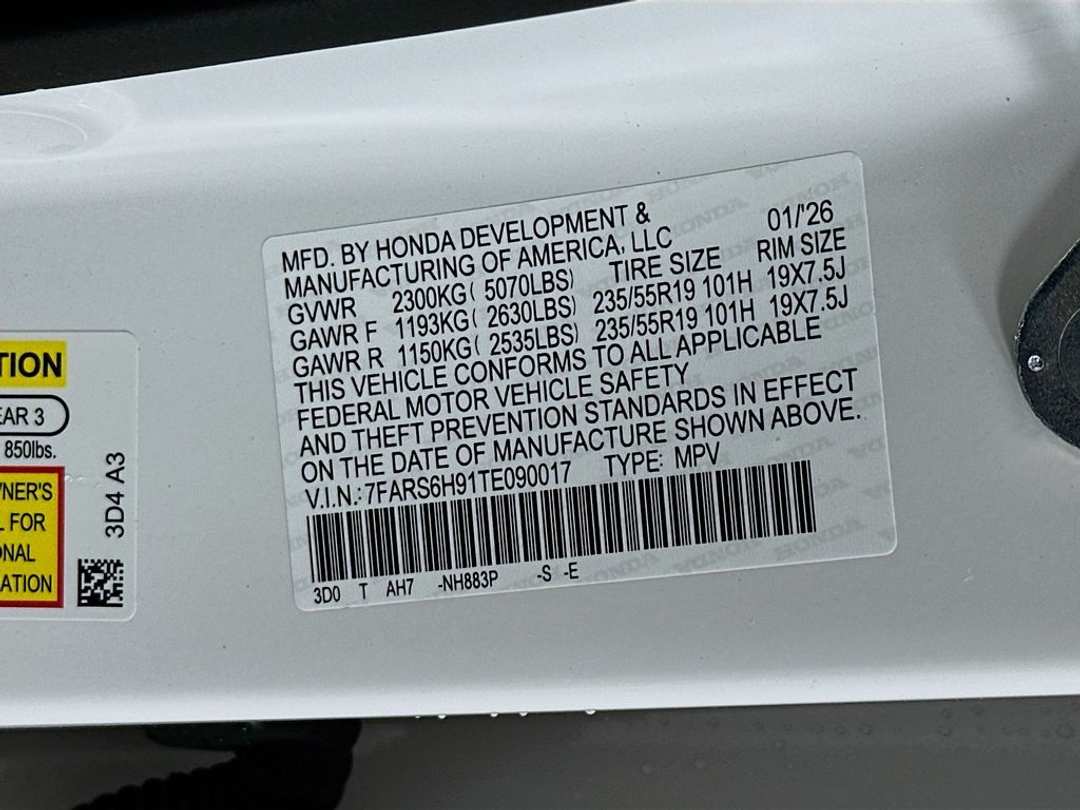 MFD. BY HONDA DEVELOPMENT & 01/'26
MANUFACTURING OF AMERICA, LLC
GVWR 2300KG( 5070LBS) TIRE SIZE RIM SIZE
GAWR F 1193KG( 2630LBS) 235/55R19 101H 19X7.5J
GAWR R 1150KG( 2535LBS) 235/55R19 101H 19X7.5J
THIS VEHICLE CONFORMS TO ALL APPLICABLE
FEDERAL MOTOR VEHICLE SAFETY
AND THEFT PREVENTION STANDARDS IN EFFECT
ON THE DATE OF MANUFACTURE SHOWN ABOVE.
V.I.N.: 7FARS6H91TE090017 TYPE: MPV
3D0 T AH7 -NH883P -S -E
TION
EAR 3
850lbs.
NER'S
L FOR
ONAL
ATION
3D4 A3
HONDA